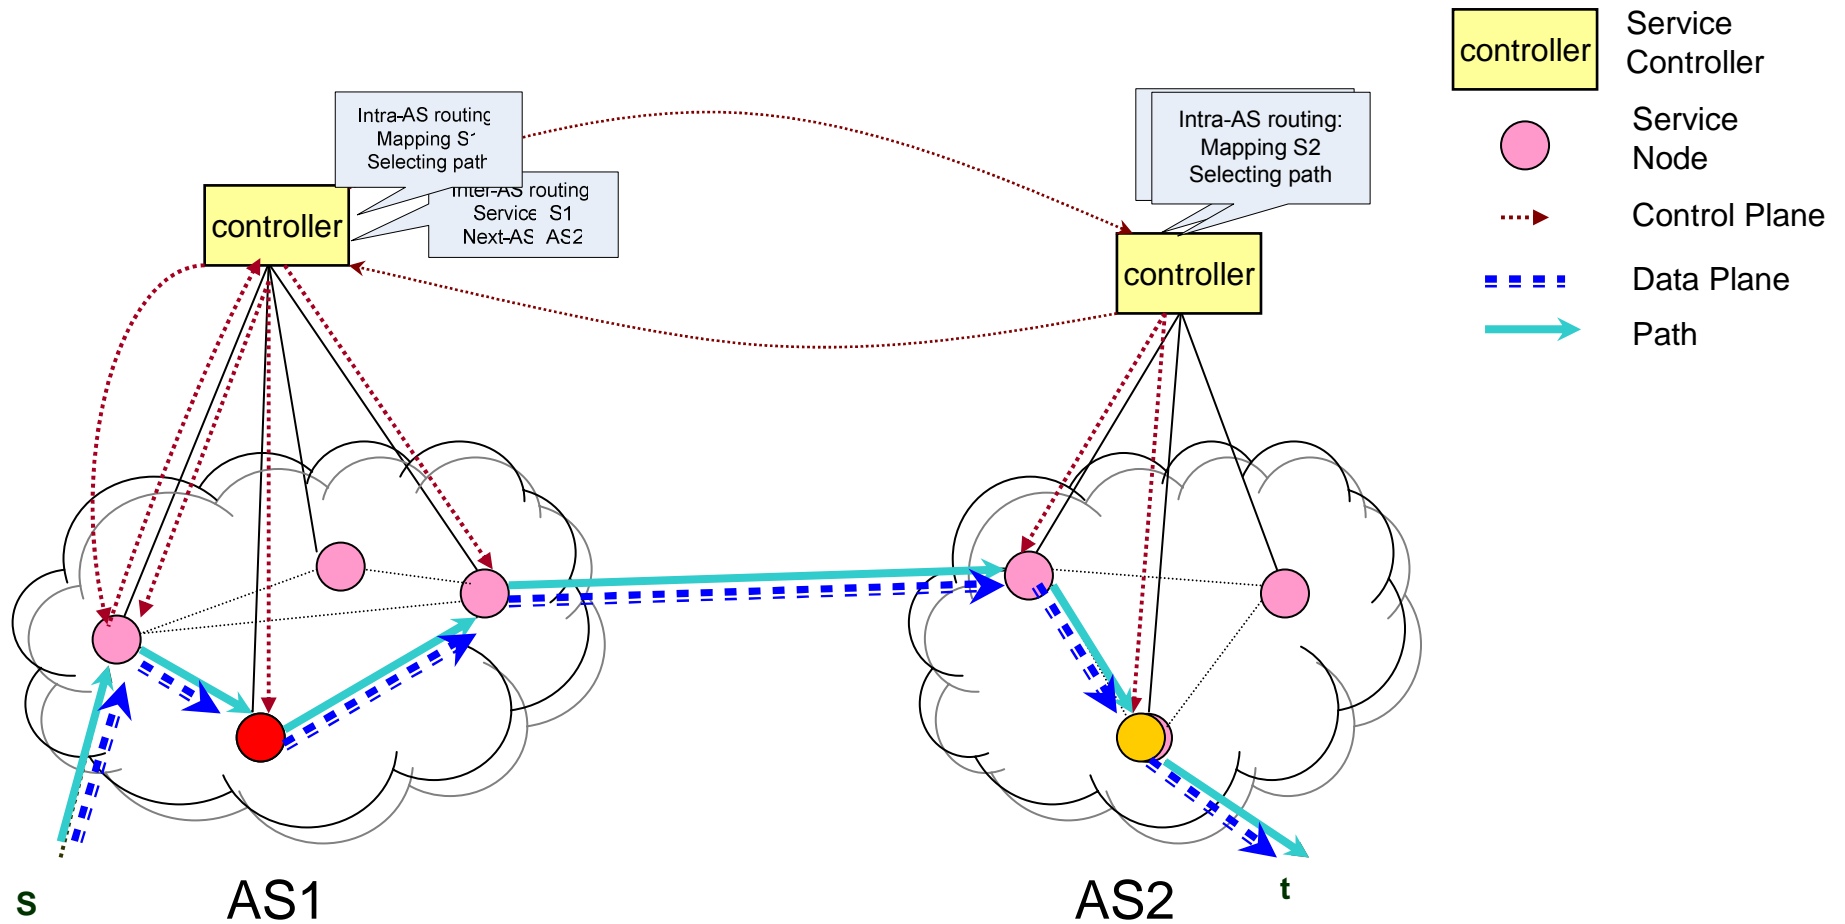 controller
Service
Controller
Service
Node
Control Plane
Data Plane
Path
Intra-AS routing
Mapping
Selecting path
Inter-AS routing
Service S1
Next-AS AS2
controller
Intra-AS routing:
Mapping S2
Selecting path
controller
s
AS1
AS2
t